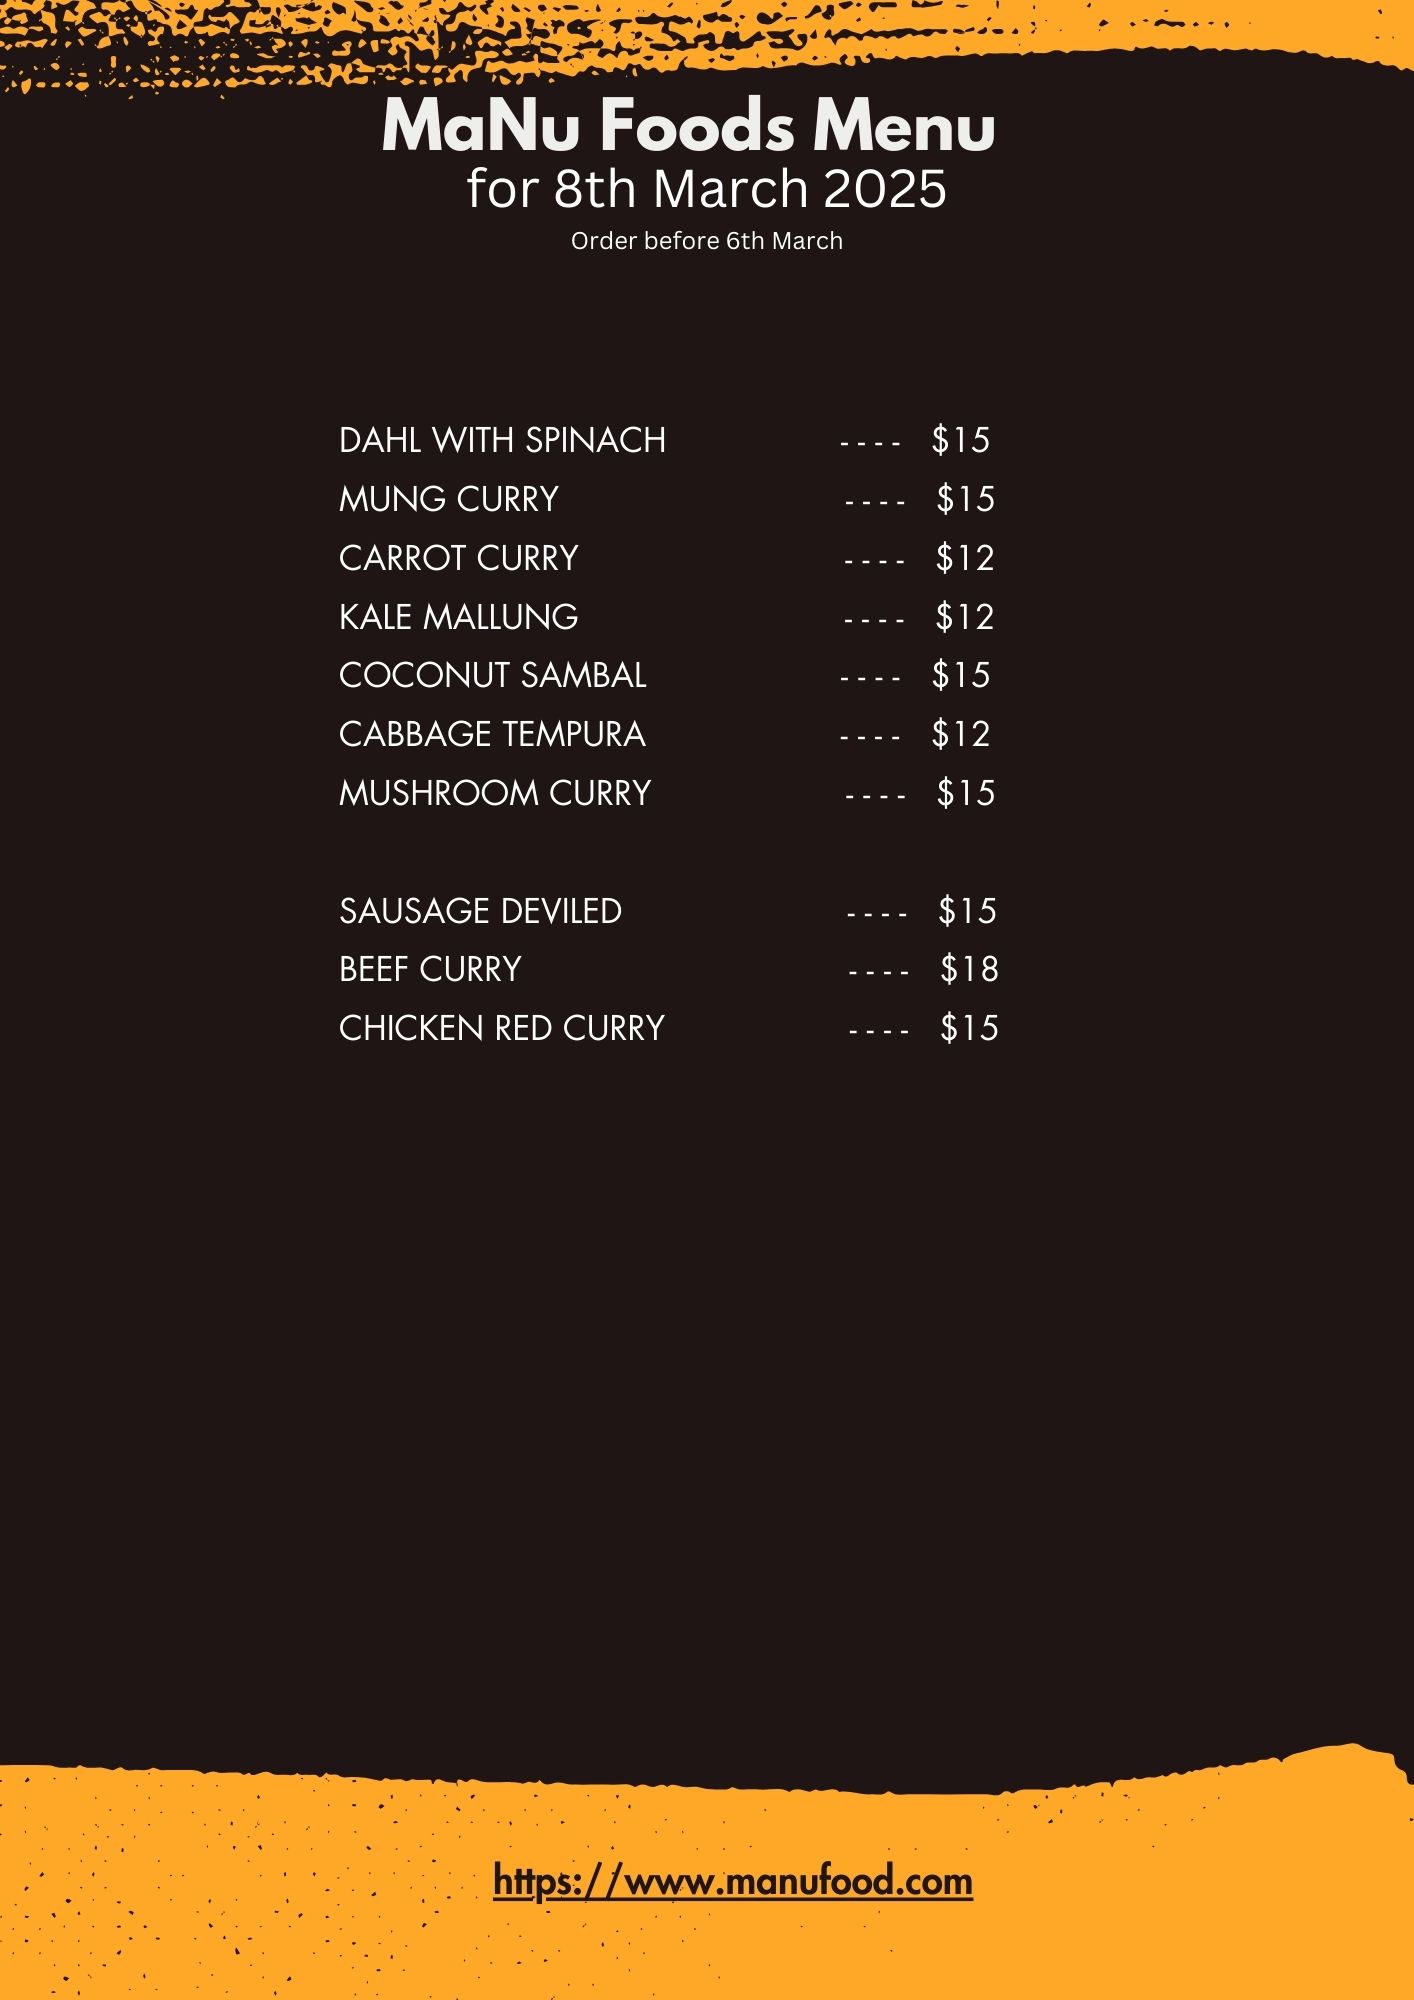 MaNu Foods Menu
for 8th March 2025
Order before 6th March
DAHL WITH SPINACH ---- $15
MUNG CURRY ---- $15
CARROT CURRY ---- $12
KALE MALLUNG ---- $12
COCONUT SAMBAL ---- $15
CABBAGE TEMPURA ---- $12
MUSHROOM CURRY ---- $15
SAUSAGE DEVILED ---- $15
BEEF CURRY ---- $18
CHICKEN RED CURRY ---- $15
https://www.manufood.com